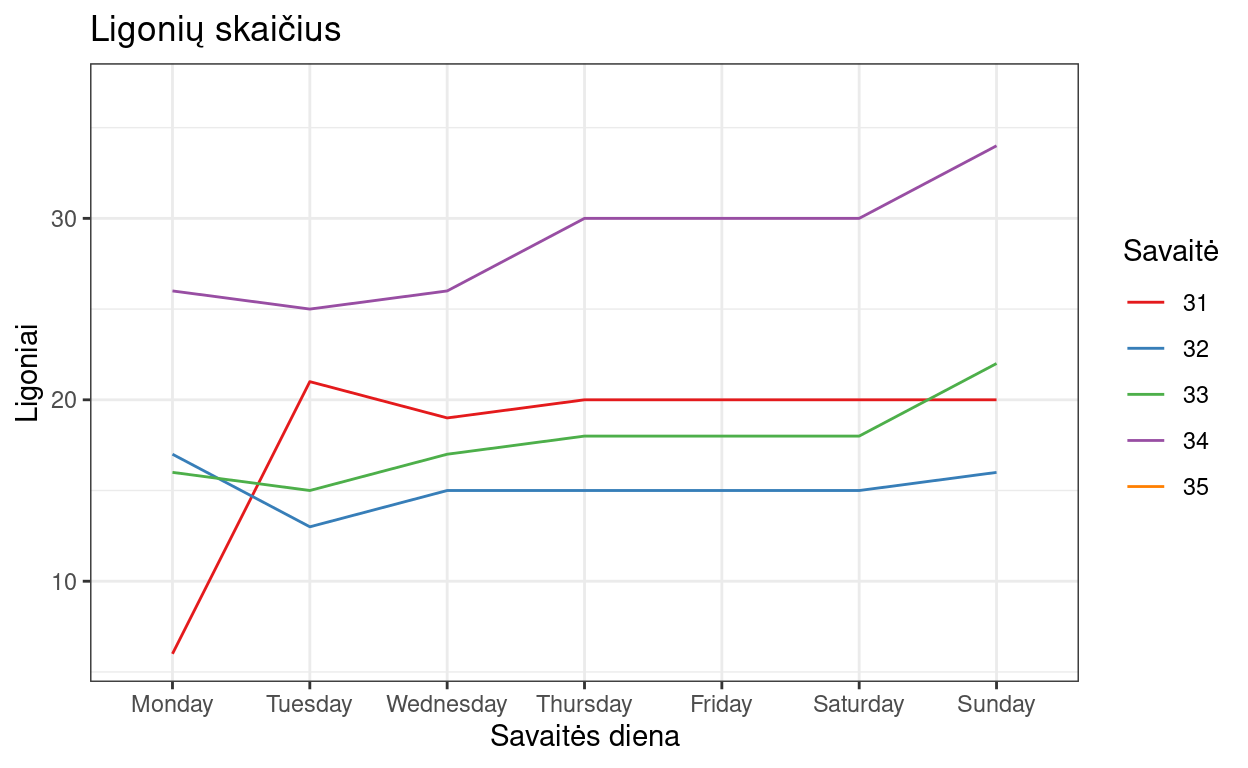 Ligonių skaičius
Ligoniai
30
20
10
Monday
Tuesday
Wednesday
Thursday
Friday
Saturday
Sunday
Savaitės diena
Savaitė
31
32
33
34
35